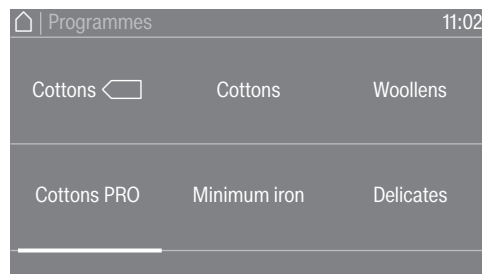 Programmes 11:02
Cottons Cottons Woollens
Cottons PRO Minimum iron Delicates